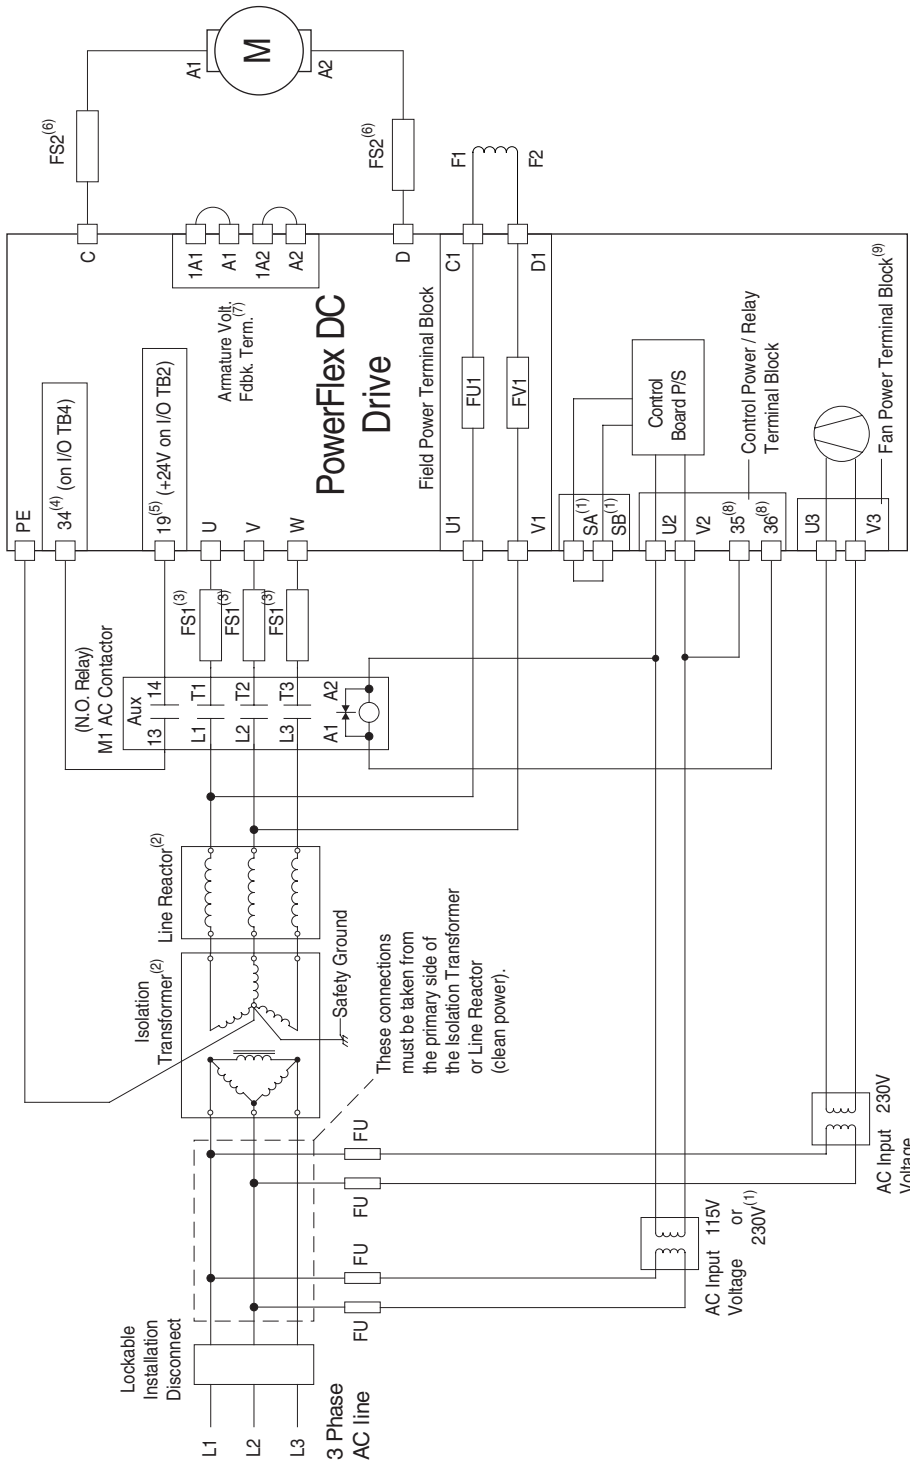 Lockable
Installation
Disconnect
L1
L2
L3
3 Phase
AC line
FU
FU
FU
FU
These connections
must be taken from
the primary side of
the Isolation Transformer
or Line Reactor
(clean power).
AC Input
Voltage
115V
or
230V(1)
AC Input
Voltage
230V
Isolation
Transformer(2)
Safety Ground
Line Reactor(2)
(N.O. Relay)
M1 AC Contactor
Aux
13
14
L1
T1
L2
T2
L3
T3
A1
A2
FS1(3)
FS1(3)
FS1(3)
PE
34(4) (on I/O TB4)
19(5) (+24V on I/O TB2)
U
V
W
PowerFlex DC
Drive
Armature Volt.
Fdbk. Term.(7)
1A1
A1
1A2
A2
C
D
FS2(6)
FS2(6)
A1
A2
M
Field Power Terminal Block
U1
V1
FU1
FV1
C1
D1
F1
F2
SA(1)
SB(1)
U2
V2
35(8)
36(8)
Control
Board P/S
Control Power / Relay
Terminal Block
U3
V3
Fan Power Terminal Block(9)